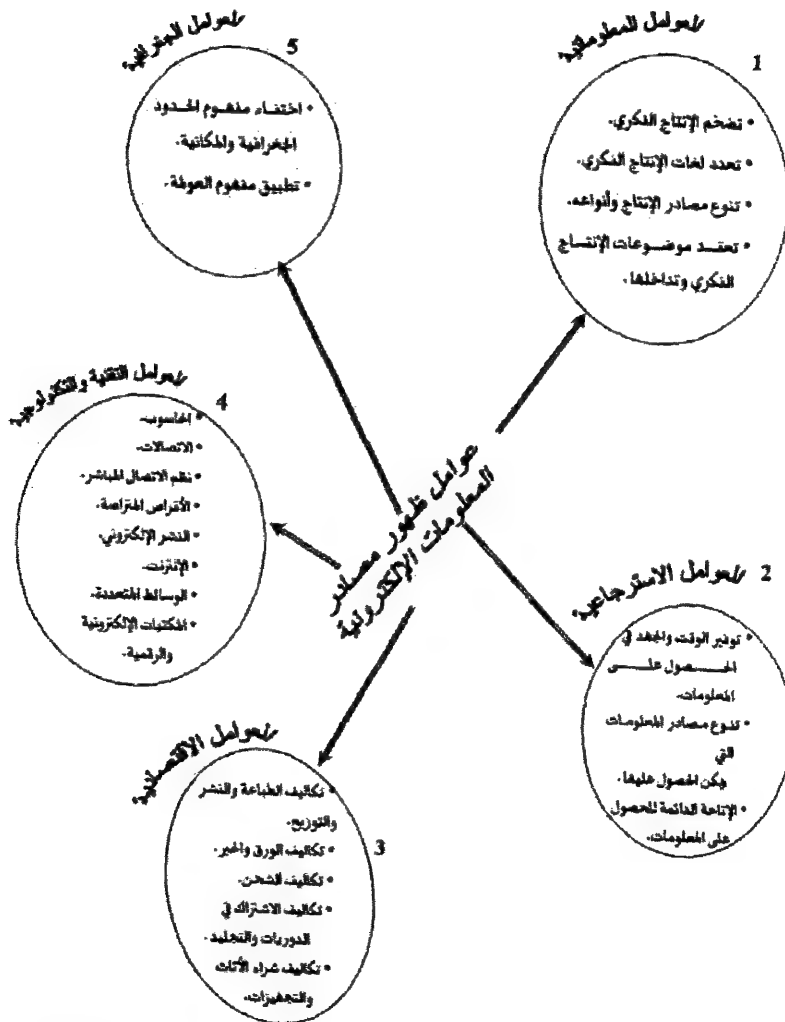 عوامل ظهور مصادر
المعلومات الإلكترونية
1
العوامل المعلوماتية
• تضخم الإنتاج الفكري.
• تعدد لغات الإنتاج الفكري.
• تنوع مصادر الإنتاج وأنواعه.
• تعقد موضوعات الإنتاج
الفكري وتداخلها.
2
العوامل الاسترجاعية
• توفير الوقت والجهد في
الحصول على
المعلومات.
• تنوع مصادر المعلومات
التي
يمكن الحصول عليها.
• الإتاحة الدائمة للحصول
على المعلومات.
3
العوامل الاقتصادية
• تكاليف الطباعة والنشر
والتوزيع.
• تكاليف الورق والحبر.
• تكاليف الشحن.
• تكاليف الاشتراك في
الدوريات والتجليد.
• تكاليف شراء الأثاث
والتجهيزات.
4
العوامل التقنية والتكنولوجية
• الحاسوب.
• الاتصالات.
• نظم الاتصال المباشر.
• الأقراص المتراصة.
• النشر الإلكتروني.
• الإنترنت.
• الوسائط المتعددة.
• المكتبات الإلكترونية
والرقمية.
5
العوامل الجغرافية
• اختفاء مفهوم الحدود
الجغرافية والمكانية.
• تطبيق مفهوم العولمة.